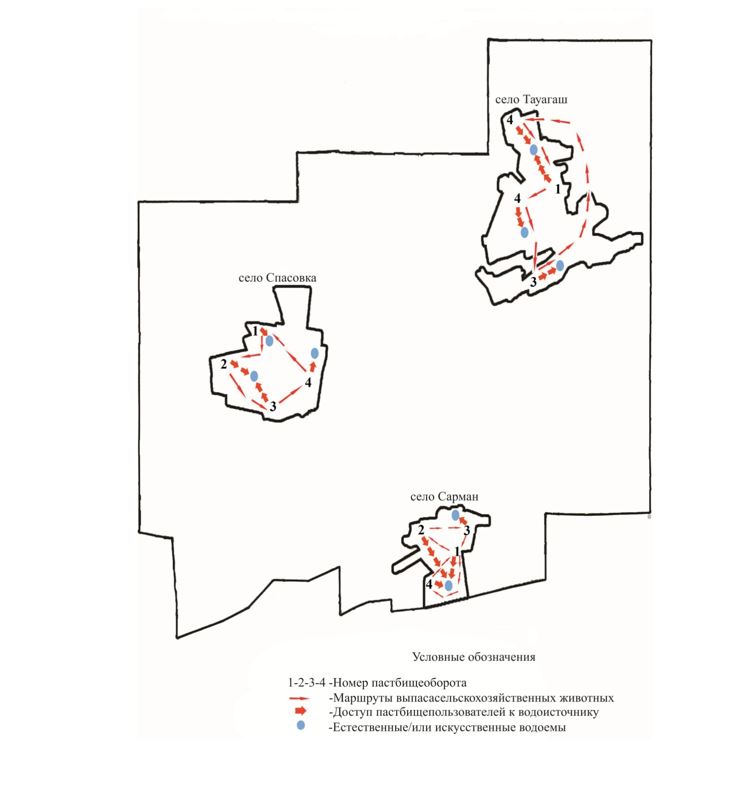 село Тауагаш
4
1
4
3
село Спасовка
1
2
4
3
село Сарман
2
3
1
4
Условные обозначения
1-2-3-4 -Номер пастбищеоборота
-Маршруты выпасасельскохозяйственных животных
-Доступ пастбищепользователей к водоисточнику
-Естественные/или искусственные водоемы